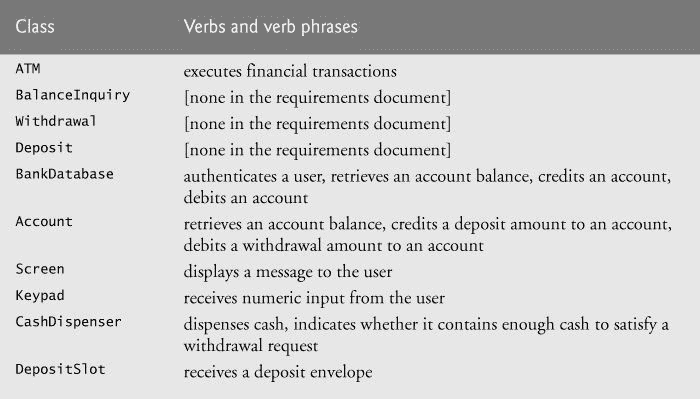 Class Verbs and verb phrases
ATM executes financial transactions
BalanceInquiry [none in the requirements document]
Withdrawal [none in the requirements document]
Deposit [none in the requirements document]
BankDatabase authenticates a user, retrieves an account balance, credits an account,
debits an account
Account retrieves an account balance, credits a deposit amount to an account,
debits a withdrawal amount to an account
Screen displays a message to the user
Keypad receives numeric input from the user
CashDispenser dispenses cash, indicates whether it contains enough cash to satisfy a
withdrawal request
DepositSlot receives a deposit envelope